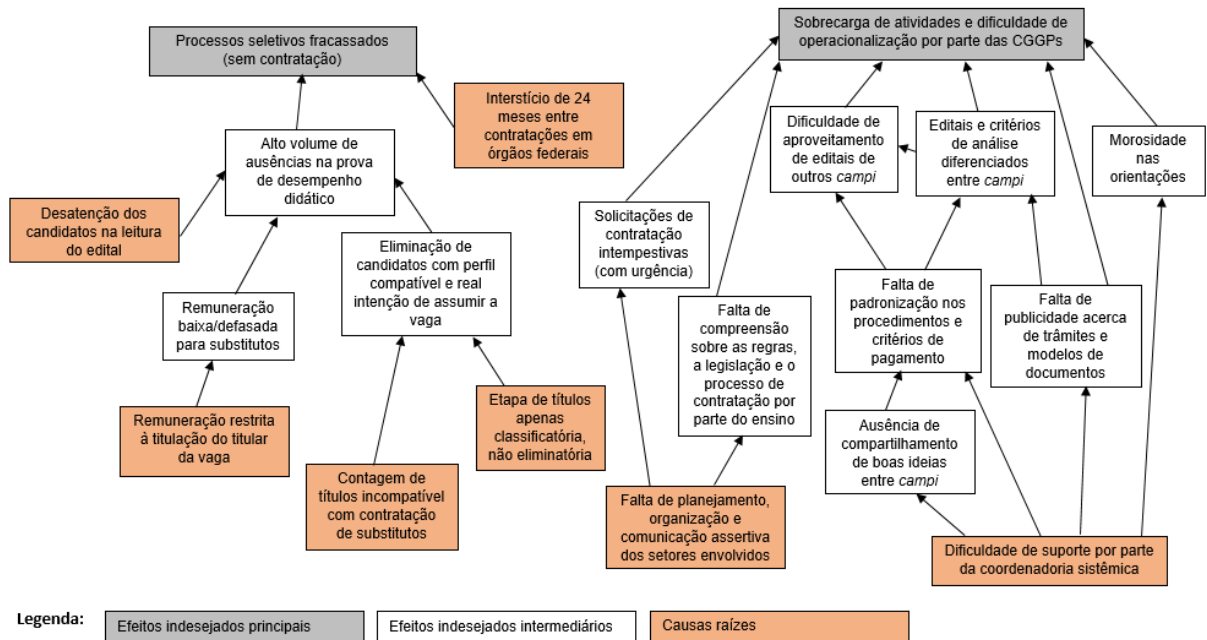 Processos seletivos fracassados
(sem contratação)
Sobrecarga de atividades e dificuldade de
operacionalização por parte das CGGPs
Interstício de 24
meses entre
contratações em
órgãos federais
Alto volume de
ausências na prova
de desempenho
didático
Desatenção dos
candidatos na leitura
do edital
Eliminação de
candidatos com perfil
compatível e real
intenção de assumir a
vaga
Remuneração
baixa/defasada
para substitutos
Remuneração restrita
à titulação do titular
da vaga
Etapa de títulos
apenas
classificatória,
não eliminatória
Contagem de
títulos incompatível
com contratação
de substitutos
Dificuldade de
aproveitamento
de editais de
outros campi
Editais e critérios
de análise
diferenciados
entre campi
Morosidade
nas
orientações
Solicitações de
contratação
intempestivas
(com urgência)
Falta de
compreensão
sobre as regras,
a legislação e o
processo de
contratação por
parte do ensino
Falta de
padronização nos
procedimentos e
critérios de
pagamento
Falta de
publicidade acerca
de trâmites e
modelos de
documentos
Ausência de
compartilhamento
de boas ideias
entre campi
Falta de planejamento,
organização e
comunicação assertiva
dos setores envolvidos
Dificuldade de suporte por parte
da coordenadoria sistêmica
Legenda:
Efeitos indesejados principais
Efeitos indesejados intermediários
Causas raízes